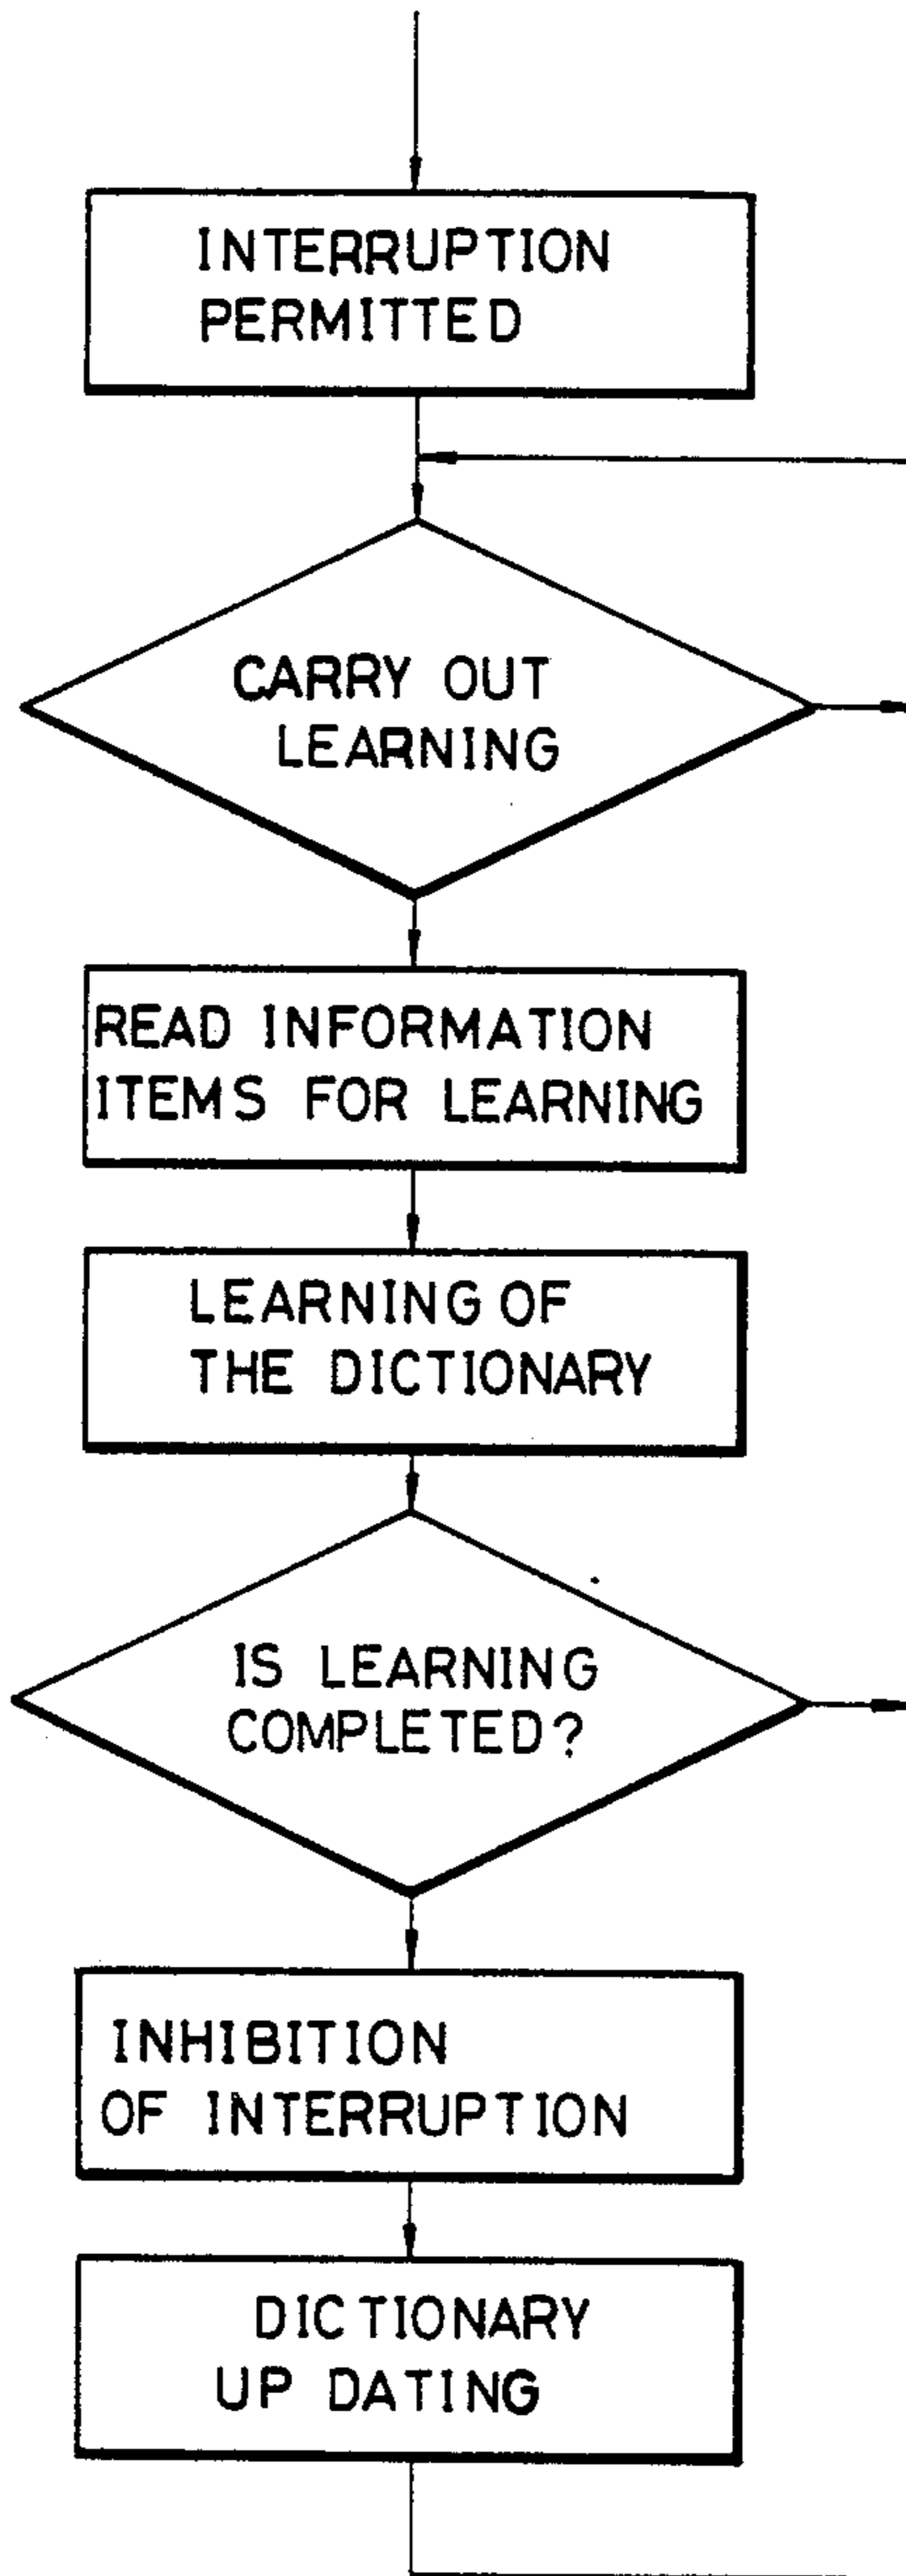 INTERRUPTION
PERMITTED
CARRY OUT
LEARNING
READ INFORMATION
ITEMS FOR LEARNING
LEARNING OF
THE DICTIONARY
IS LEARNING
COMPLETED?
INHIBITION
OF INTERRUPTION
DICTIONARY
UP DATING